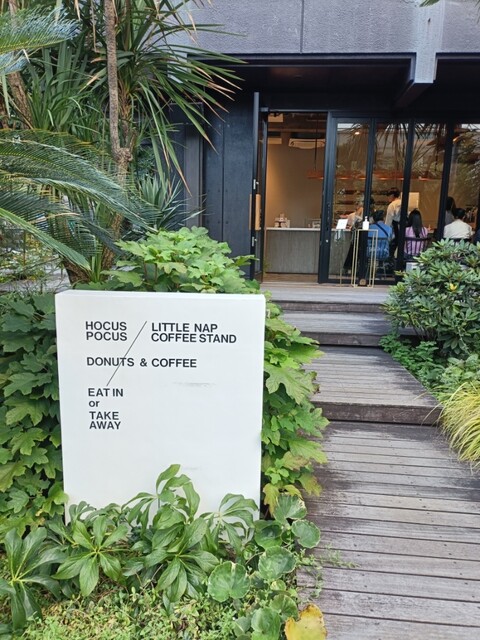 HOCUS POCUS / LITTLE NAP COFFEE STAND
DONUTS & COFFEE
EAT IN
or
TAKE
AWAY